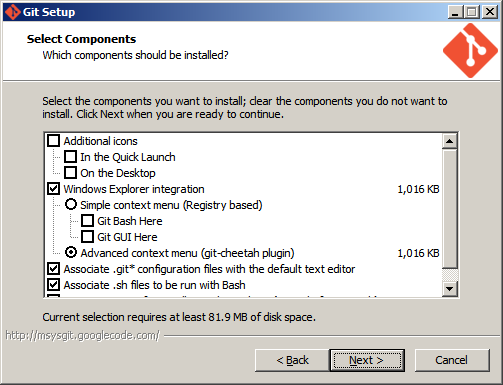 Git Setup
Select Components
Which components should be installed?
Select the components you want to install; clear the components you do not want to
install. Click Next when you are ready to continue.
Additional icons
In the Quick Launch
On the Desktop
Windows Explorer integration 1,016 KB
Simple context menu (Registry based)
Git Bash Here
Git GUI Here
Advanced context menu (git-cheetah plugin) 1,016 KB
Associate .git* configuration files with the default text editor
Associate .sh files to be run with Bash
Current selection requires at least 81.9 MB of disk space.
http://msysgit.googlecode.com/
< Back Next > Cancel